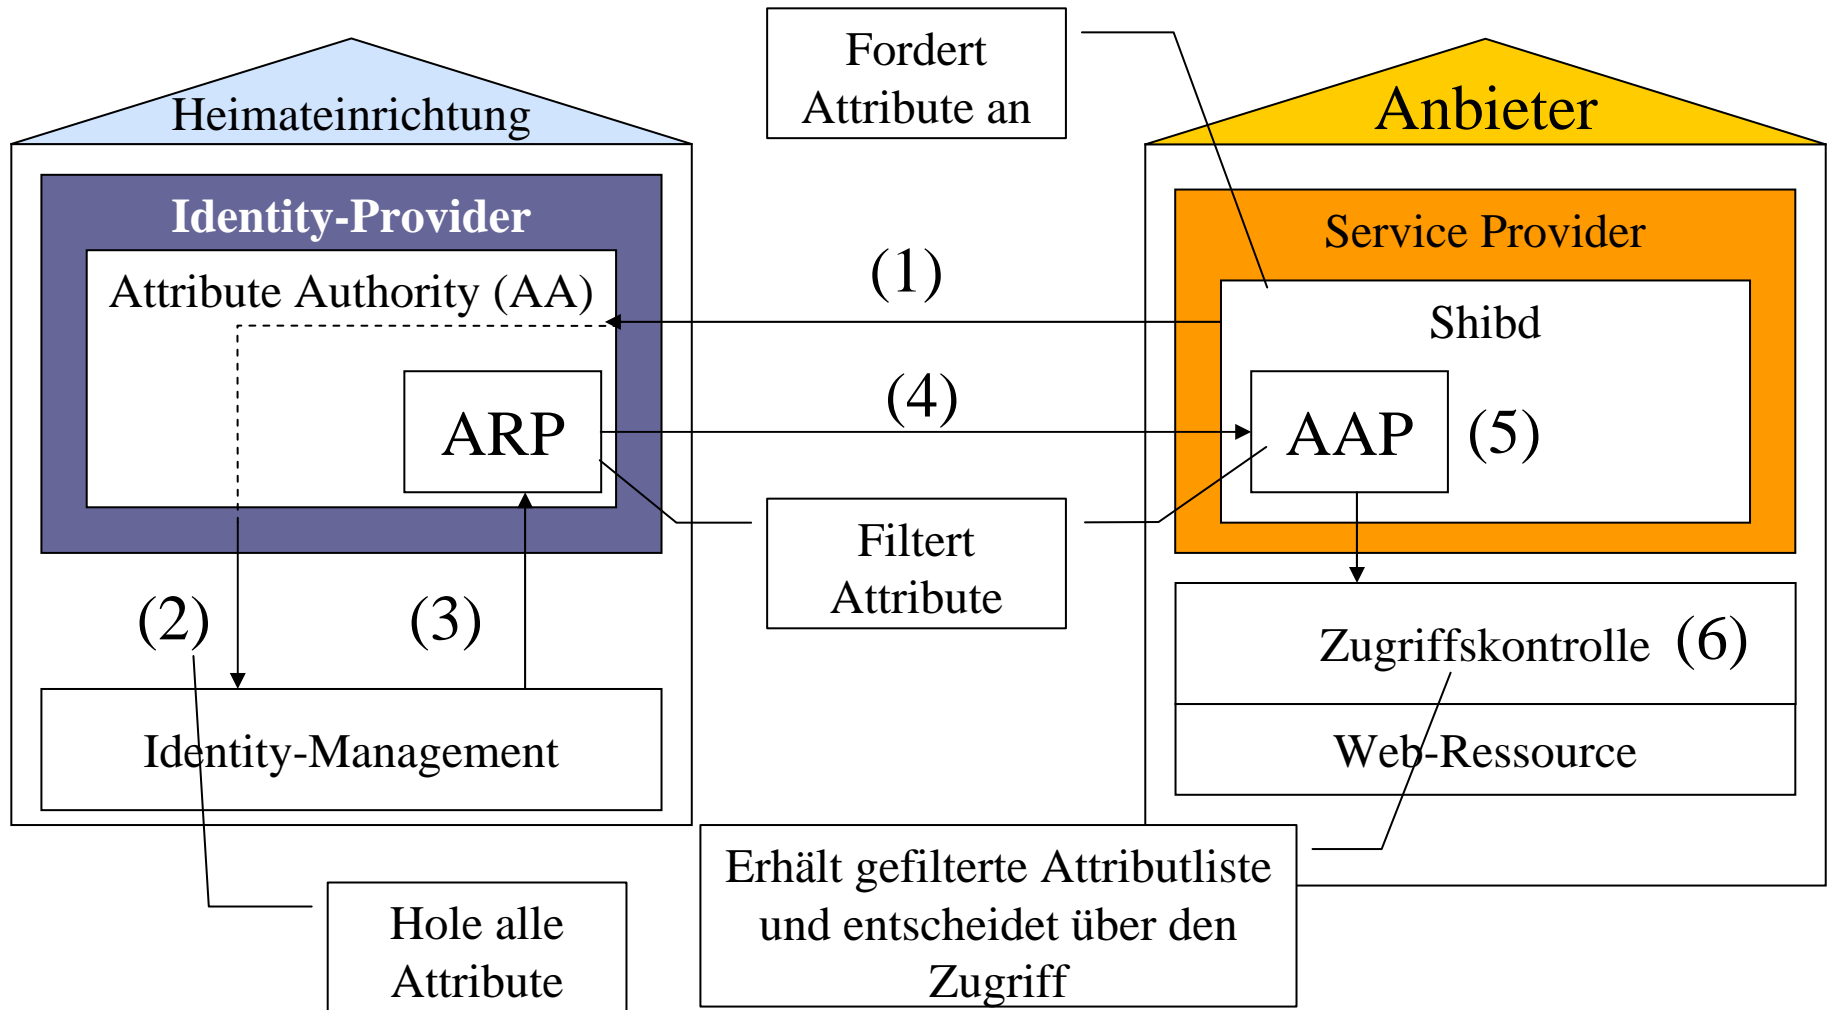 Fordert
Attribute an
Heimateinrichtung
Anbieter
Identity-Provider
Service Provider
Attribute Authority (AA)
(1)
Shibd
ARP
(4)
AAP
(5)
Filtert
Attribute
(2)
(3)
Zugriffskontrolle
(6)
Identity-Management
Web-Ressource
Erhält gefilterte Attributliste
und entscheidet über den
Zugriff
Hole alle
Attribute